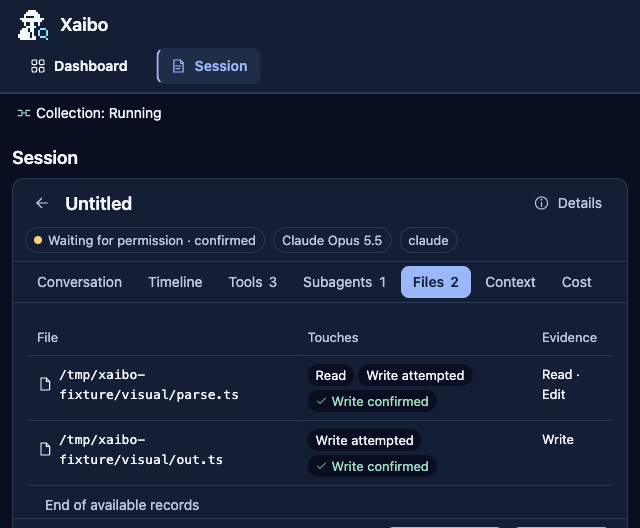 Xaibo
Dashboard
Session
Collection: Running
Session
Untitled
Details
Waiting for permission · confirmed
Claude Opus 5.5
claude
Conversation
Timeline
Tools 3
Subagents 1
Files 2
Context
Cost
File
Touches
Evidence
/tmp/xaibo-
fixture/visual/parse.ts
Read
Write attempted
Write confirmed
Read ·
Edit
/tmp/xaibo-
fixture/visual/out.ts
Write attempted
Write confirmed
Write
End of available records